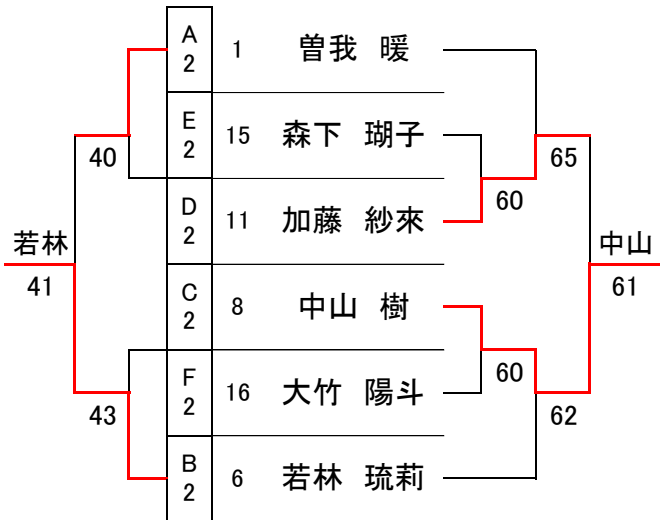 A 2 1 曽我 暖
E 2 15 森下 瑚子
40 65
D 2 11 加藤 紗來 60
若林 中山
41 61
C 2 8 中山 樹
F 2 16 大竹 陽斗 60
43 62
B 2 6 若林 琉莉